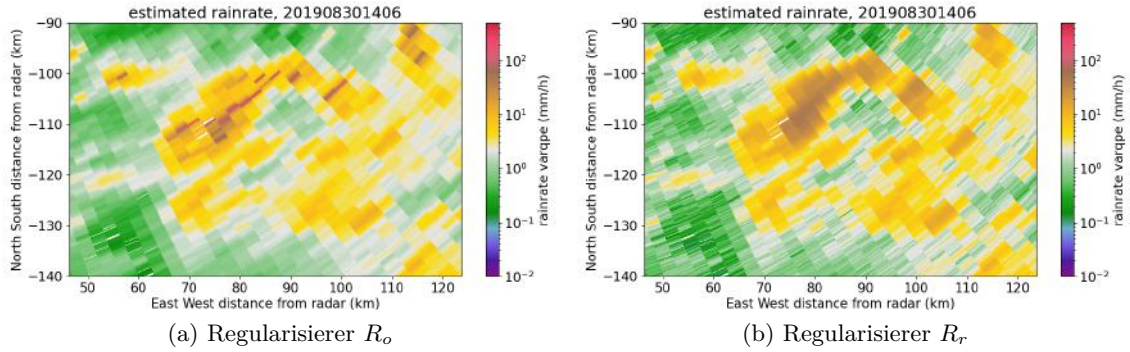 estimated rainrate, 201908301406
−90
−100
−110
−120
−130
−140
North South distance from radar (km)
50 60 70 80 90 100 110 120
East West distance from radar (km)
10²
10¹
10⁰
10⁻¹
10⁻²
rainrate varqpe (mm/h)
(a) Regularisierer Rₒ
estimated rainrate, 201908301406
−90
−100
−110
−120
−130
−140
North South distance from radar (km)
50 60 70 80 90 100 110 120
East West distance from radar (km)
10²
10¹
10⁰
10⁻¹
10⁻²
rainrate varqpe (mm/h)
(b) Regularisierer Rᵣ